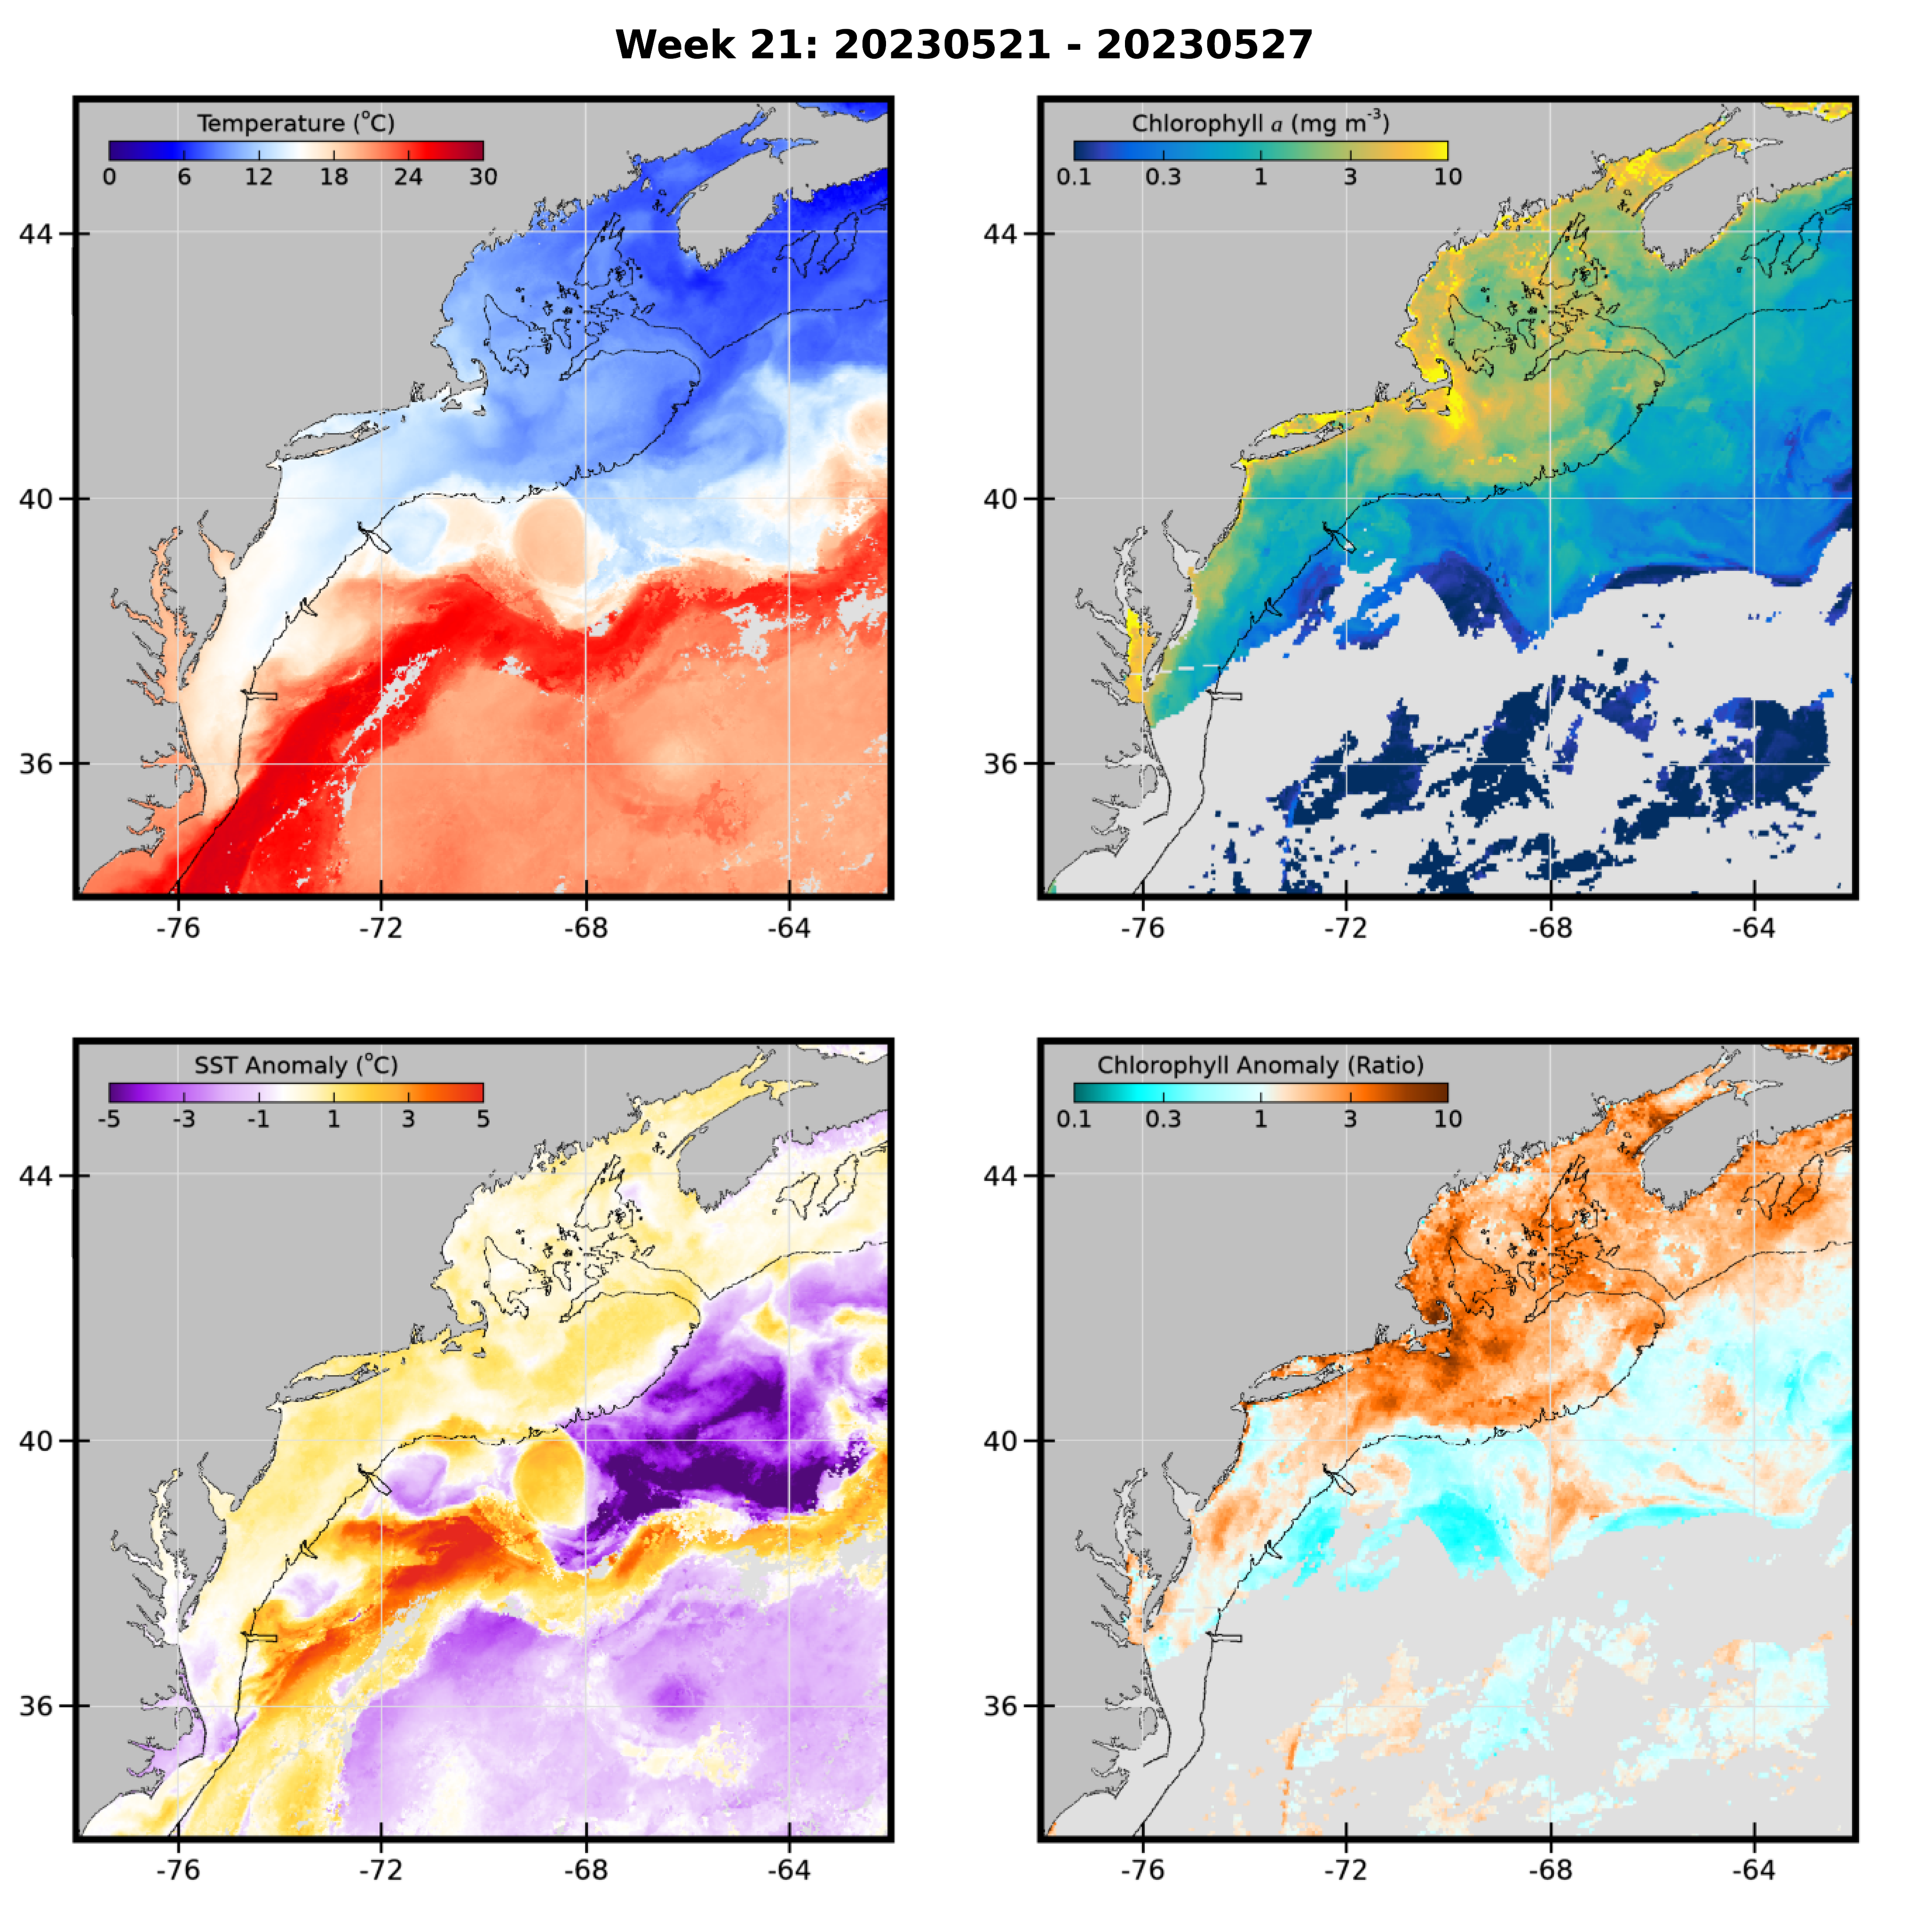 Week 21: 20230521 - 20230527
Temperature (°C)
0 6 12 18 24 30
44
40
36
-76 -72 -68 -64
Chlorophyll a (mg m⁻³)
0.1 0.3 1 3 10
44
40
36
-76 -72 -68 -64
SST Anomaly (°C)
-5 -3 -1 1 3 5
44
40
36
-76 -72 -68 -64
Chlorophyll Anomaly (Ratio)
0.1 0.3 1 3 10
44
40
36
-76 -72 -68 -64